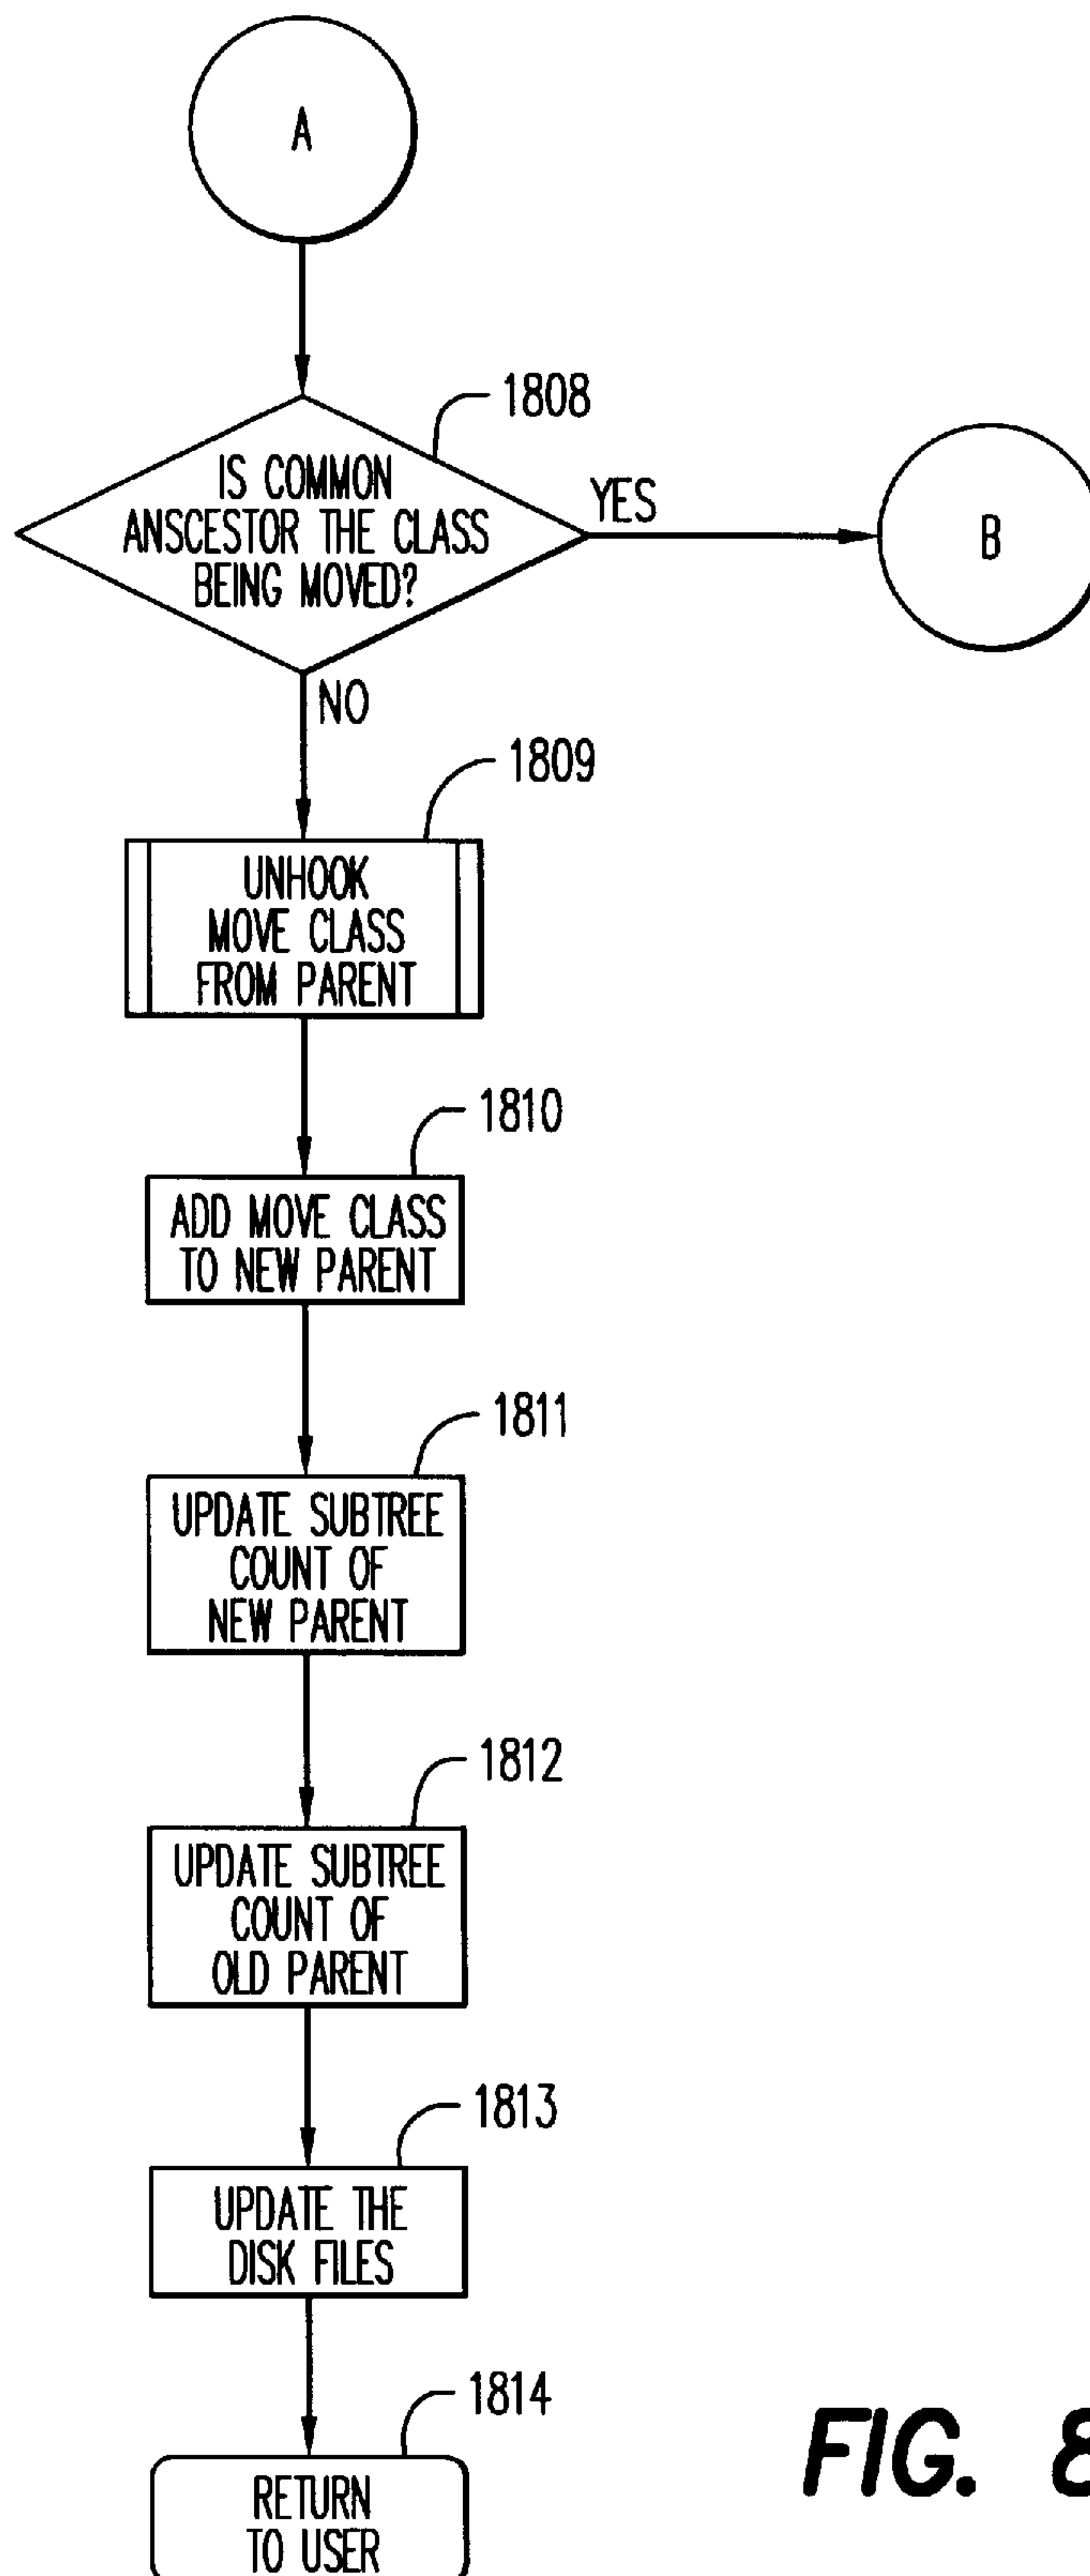 A
1808
IS COMMON
ANSCESTOR THE CLASS
BEING MOVED?
YES
B
NO
1809
UNHOOK
MOVE CLASS
FROM PARENT
1810
ADD MOVE CLASS
TO NEW PARENT
1811
UPDATE SUBTREE
COUNT OF
NEW PARENT
1812
UPDATE SUBTREE
COUNT OF
OLD PARENT
1813
UPDATE THE
DISK FILES
1814
RETURN
TO USER
FIG. 8